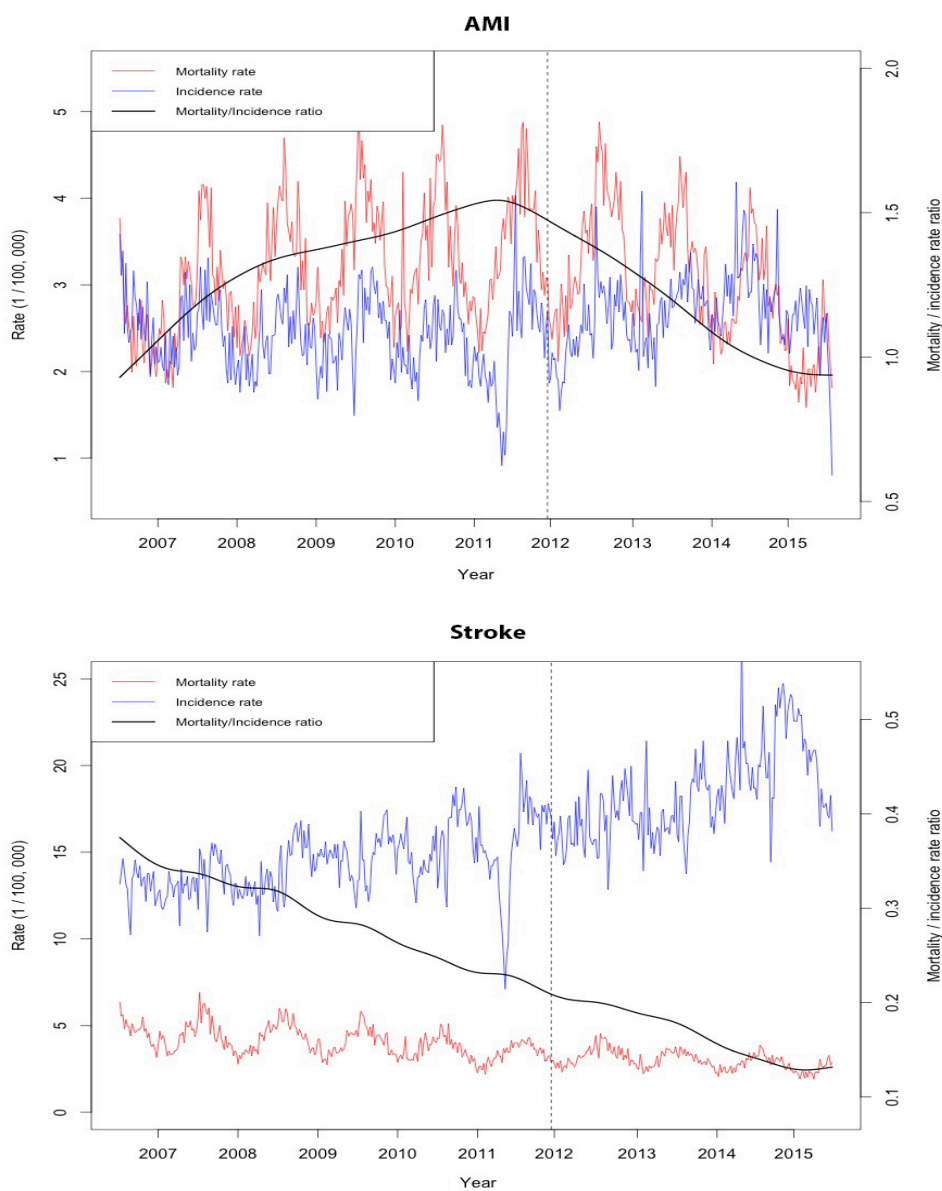 AMI
Mortality rate
Incidence rate
Mortality/Incidence ratio
Rate (1 / 100, 000)
5
4
3
2
1
2.0
1.5
1.0
0.5
Mortality / incidence rate ratio
2007 2008 2009 2010 2011 2012 2013 2014 2015
Year
Stroke
Mortality rate
Incidence rate
Mortality/Incidence ratio
Rate (1 / 100, 000)
25
20
15
10
5
0
0.5
0.4
0.3
0.2
0.1
Mortality / incidence rate ratio
2007 2008 2009 2010 2011 2012 2013 2014 2015
Year